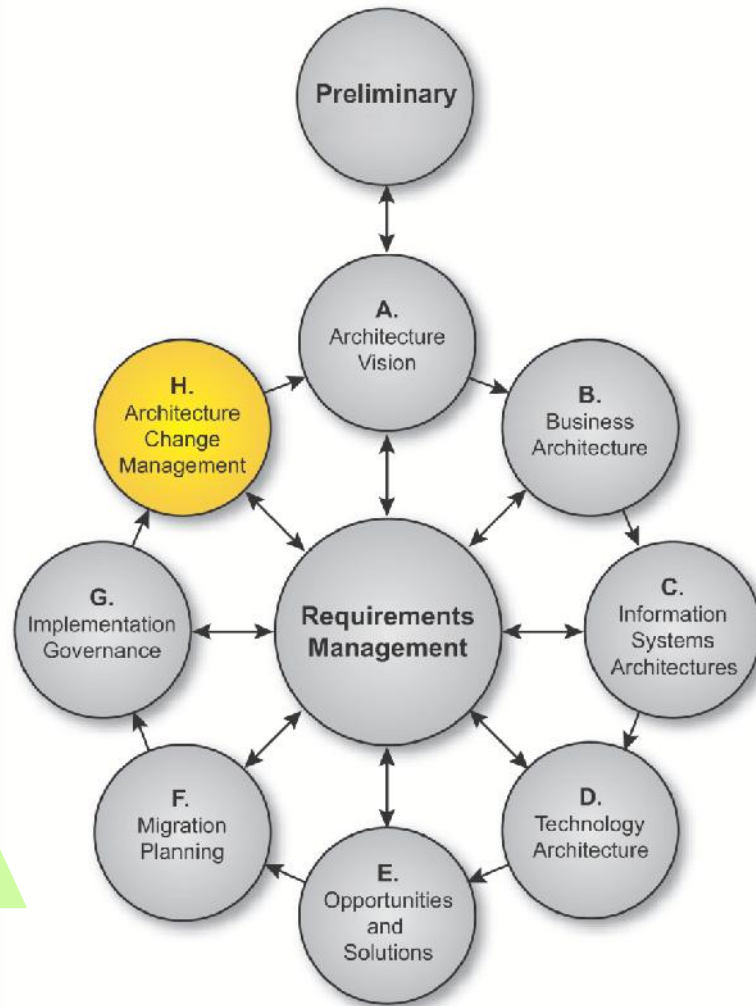 Preliminary
A.
Architecture
Vision
B.
Business
Architecture
H.
Architecture
Change
Management
C.
Information
Systems
Architectures
G.
Implementation
Governance
Requirements
Management
D.
Technology
Architecture
F.
Migration
Planning
E.
Opportunities
and
Solutions